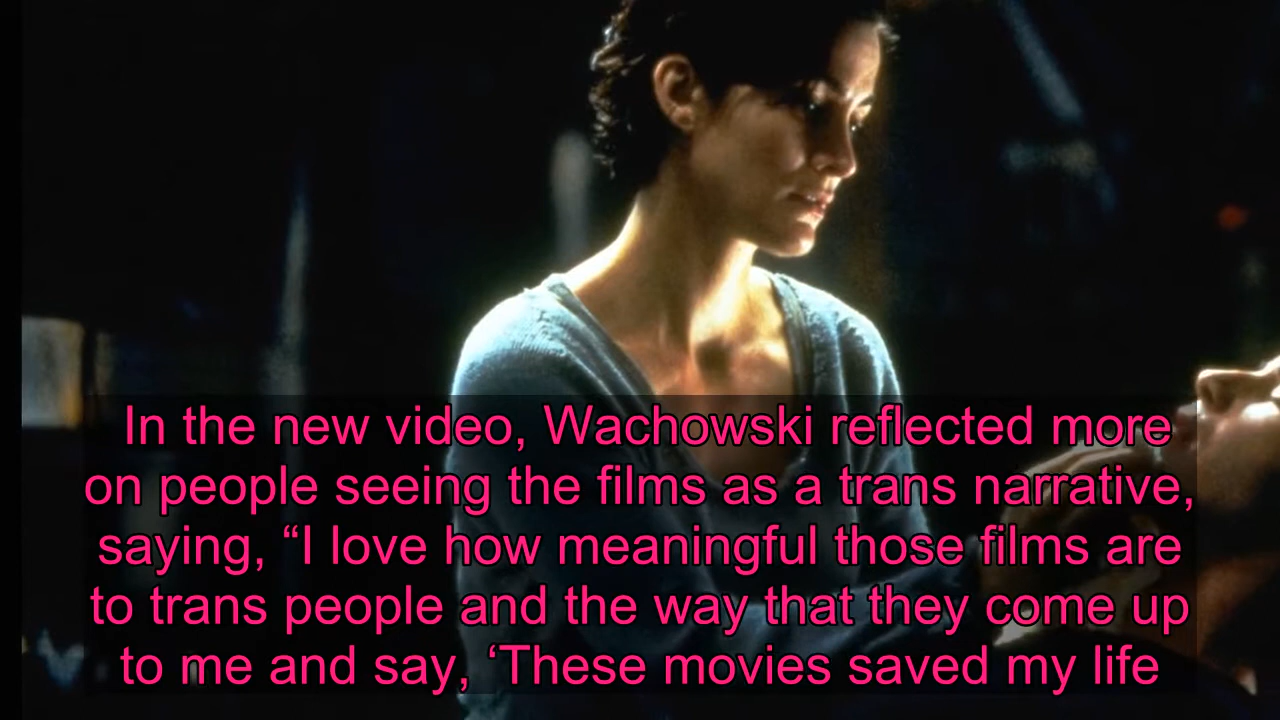 In the new video, Wachowski reflected more
on people seeing the films as a trans narrative,
saying, “I love how meaningful those films are
to trans people and the way that they come up
to me and say, ‘These movies saved my life